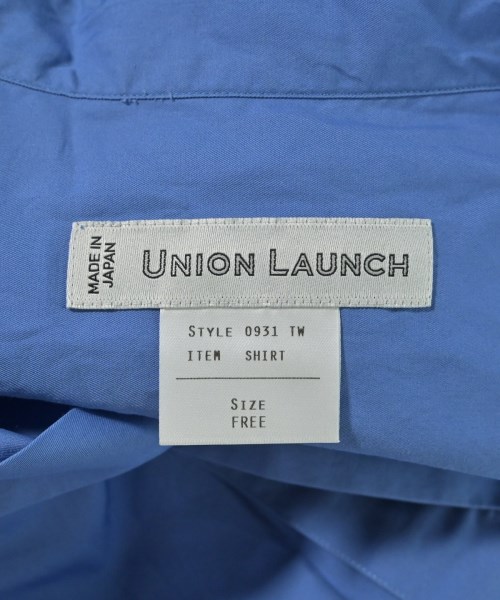 MADE IN
JAPAN
UNION LAUNCH
STYLE 0931 TW
ITEM SHIRT
SIZE
FREE